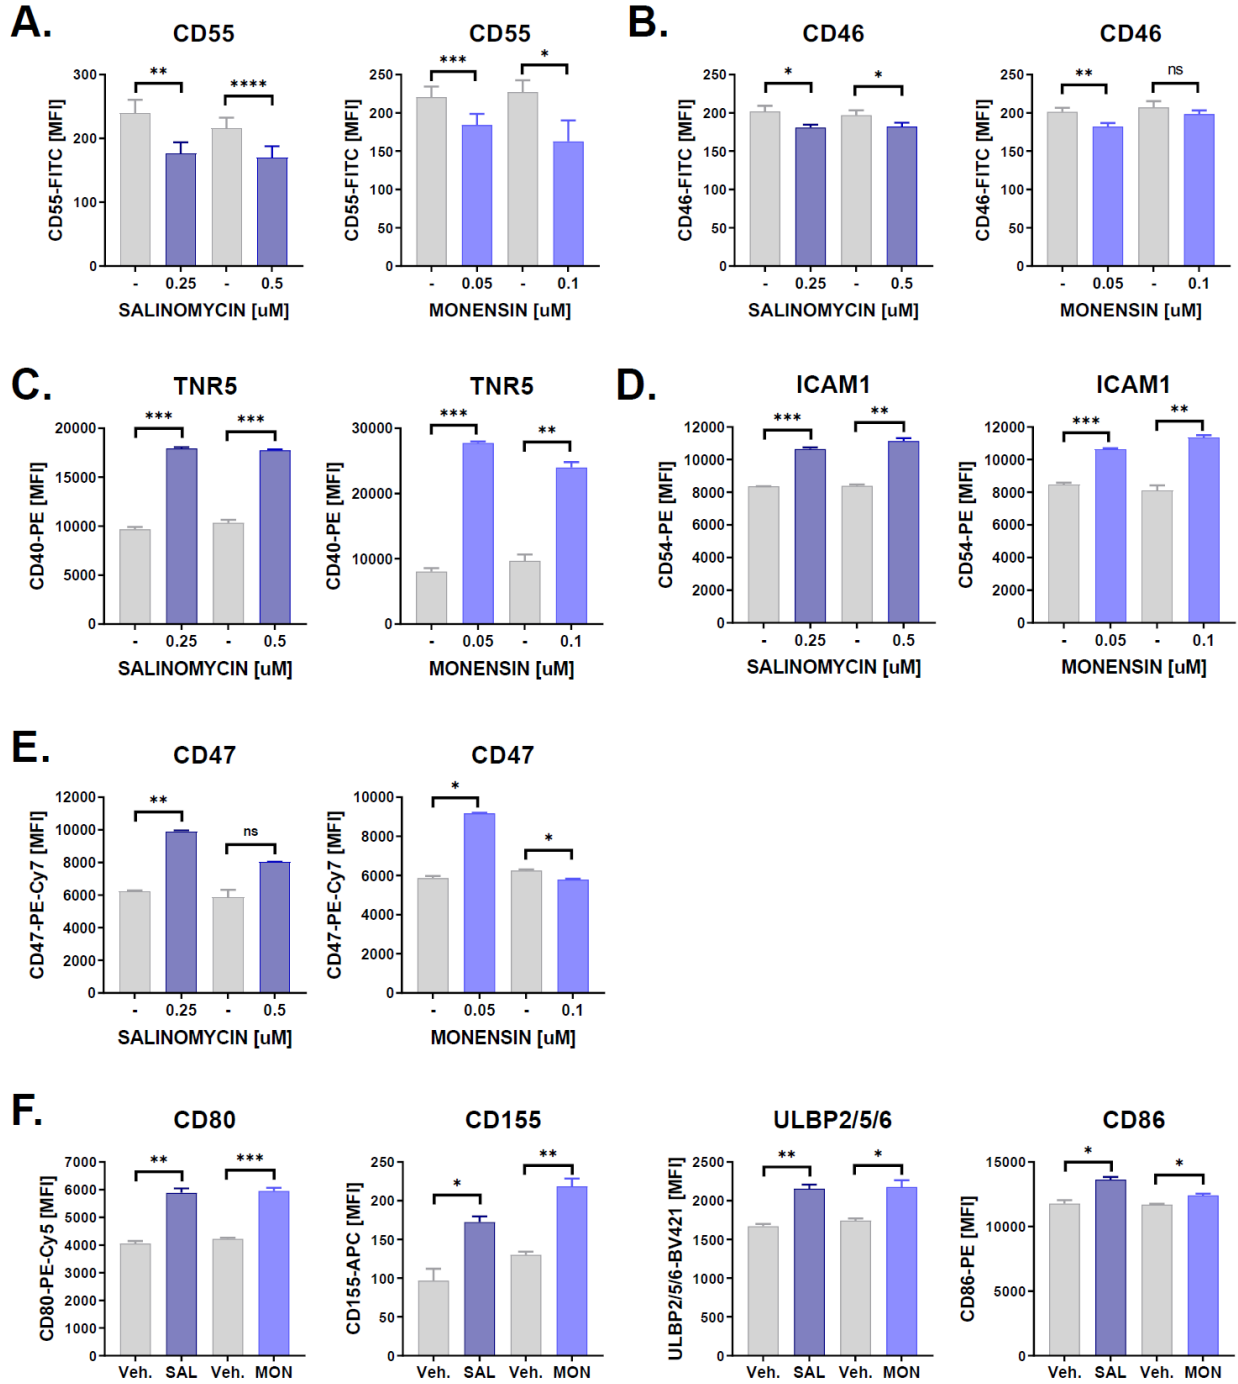 A.
CD55
CD55-FITC [MFI]
300
200
100
0
**
****
- 0.25 - 0.5
SALINOMYCIN [uM]
CD55
CD55-FITC [MFI]
250
200
150
100
50
0
***
*
- 0.05 - 0.1
MONENSIN [uM]
B.
CD46
CD46-FITC [MFI]
250
200
150
100
50
0
*
*
- 0.25 - 0.5
SALINOMYCIN [uM]
CD46
CD46-FITC [MFI]
250
200
150
100
50
0
**
ns
- 0.05 - 0.1
MONENSIN [uM]
C.
TNR5
CD40-PE [MFI]
20000
15000
10000
5000
0
***
***
- 0.25 - 0.5
SALINOMYCIN [uM]
TNR5
CD40-PE [MFI]
30000
20000
10000
0
***
**
- 0.05 - 0.1
MONENSIN [uM]
D.
ICAM1
CD54-PE [MFI]
12000
10000
8000
6000
4000
2000
0
***
**
- 0.25 - 0.5
SALINOMYCIN [uM]
ICAM1
CD54-PE [MFI]
12000
10000
8000
6000
4000
2000
0
***
**
- 0.05 - 0.1
MONENSIN [uM]
E.
CD47
CD47-PE-Cy7 [MFI]
12000
10000
8000
6000
4000
2000
0
**
ns
- 0.25 - 0.5
SALINOMYCIN [uM]
CD47
CD47-PE-Cy7 [MFI]
10000
8000
6000
4000
2000
0
*
*
- 0.05 - 0.1
MONENSIN [uM]
F.
CD80
CD80-PE-Cy5 [MFI]
7000
6000
5000
4000
3000
2000
1000
0
**
***
Veh. SAL Veh. MON
CD155
CD155-APC [MFI]
250
200
150
100
50
0
*
**
Veh. SAL Veh. MON
ULBP2/5/6
ULBP2/5/6-BV421 [MFI]
2500
2000
1500
1000
500
0
**
*
Veh. SAL Veh. MON
CD86
CD86-PE [MFI]
15000
10000
5000
0
*
*
Veh. SAL Veh. MON